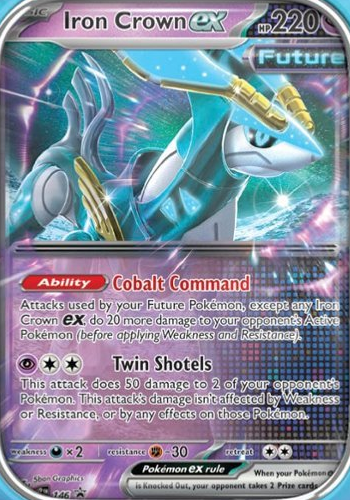 Iron Crown ex HP 220
Future
Ability Cobalt Command
Attacks used by your Future Pokémon, except any Iron
Crown ex, do 20 more damage to your opponent's Active
Pokémon (before applying Weakness and Resistance).
Twin Shotels
This attack does 50 damage to 2 of your opponent's
Pokémon. This attack's damage isn't affected by Weakness
or Resistance, or by any effects on those Pokémon.
weakness ×2 resistance -30 retreat
5ban Graphics
Pokémon ex rule
When your Pokémon ex
is Knocked Out, your opponent takes 2 Prize cards
146